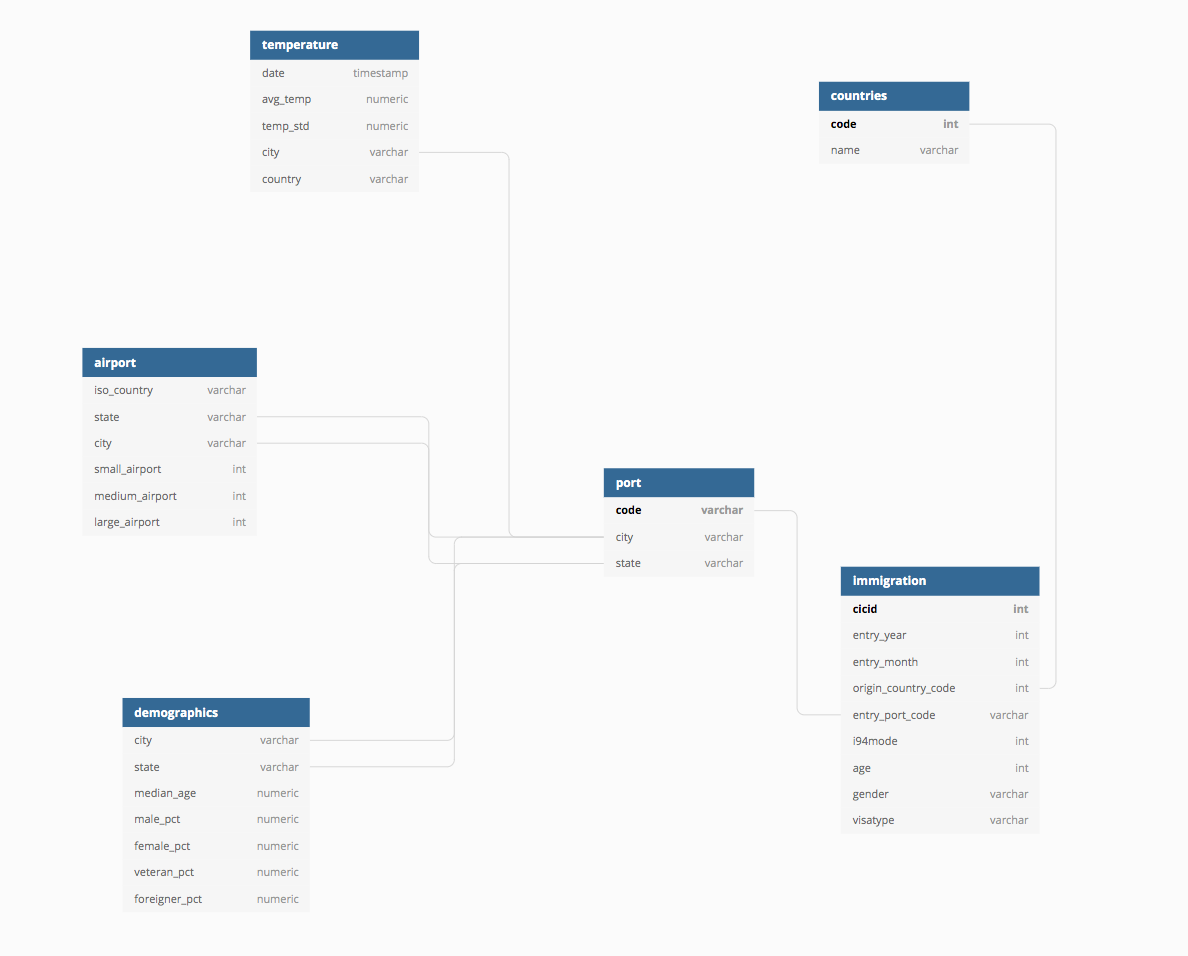 temperature
date timestamp
avg_temp numeric
temp_std numeric
city varchar
country varchar
countries
code int
name varchar
airport
iso_country varchar
state varchar
city varchar
small_airport int
medium_airport int
large_airport int
port
code varchar
city varchar
state varchar
immigration
cicid int
entry_year int
entry_month int
origin_country_code int
entry_port_code varchar
i94mode int
age int
gender varchar
visatype varchar
demographics
city varchar
state varchar
median_age numeric
male_pct numeric
female_pct numeric
veteran_pct numeric
foreigner_pct numeric